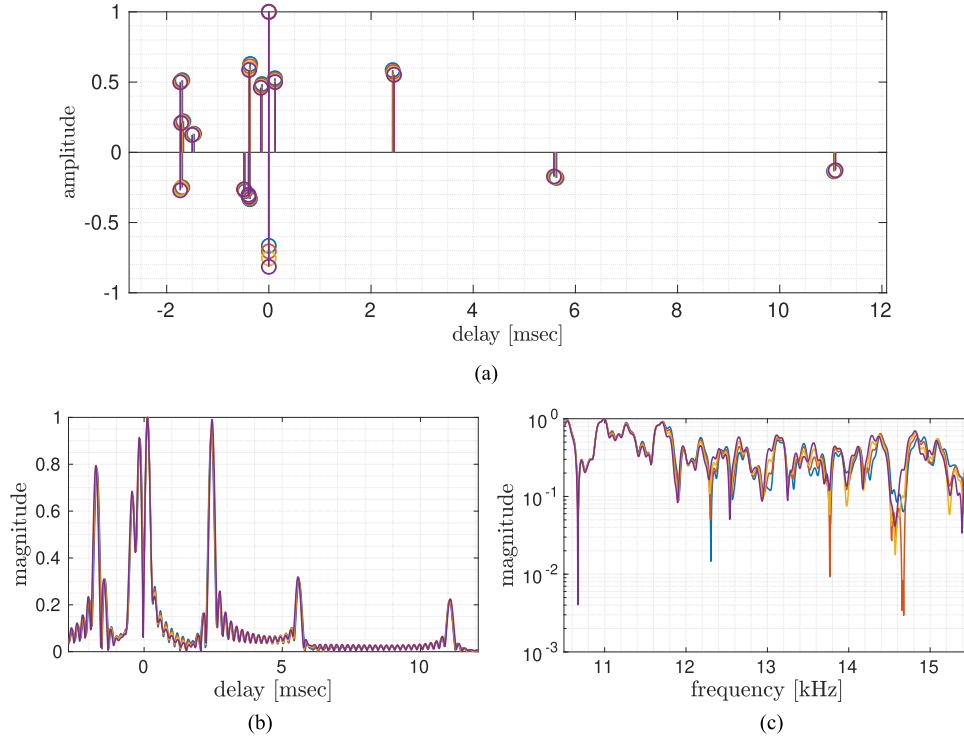 1
0.5
0
-0.5
-1
amplitude
-2 0 2 4 6 8 10 12
delay [msec]
(a)
1
0.8
0.6
0.4
0.2
0
magnitude
0 5 10
delay [msec]
(b)
10^0
10^-1
10^-2
10^-3
magnitude
11 12 13 14 15
frequency [kHz]
(c)